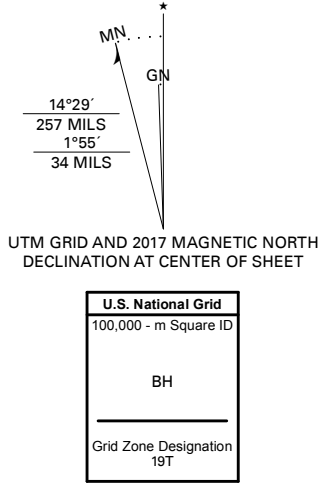 MN
GN
14°29´
257 MILS
1°55´
34 MILS
UTM GRID AND 2017 MAGNETIC NORTH
DECLINATION AT CENTER OF SHEET
U.S. National Grid
100,000 - m Square ID
BH
Grid Zone Designation
19T